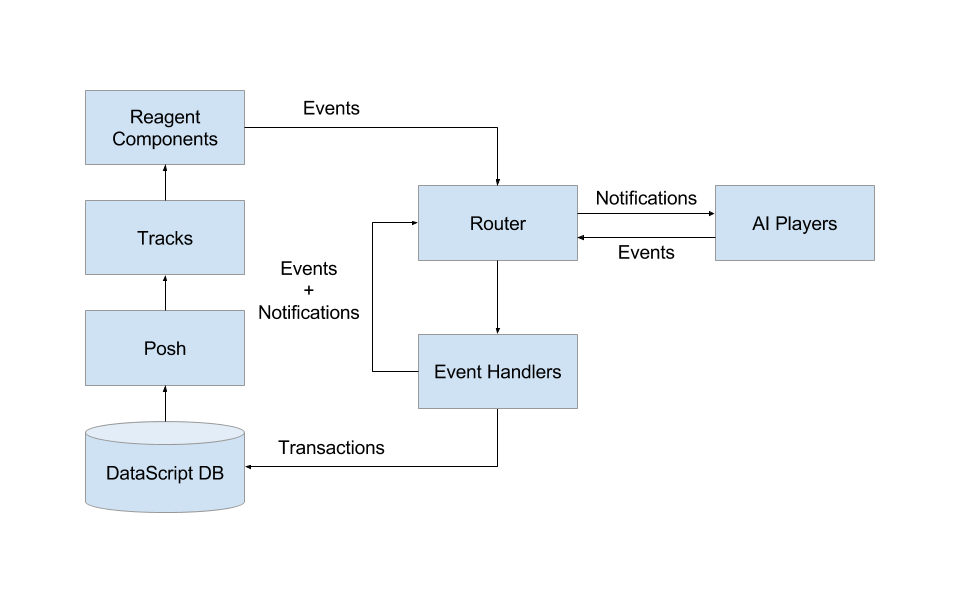 Reagent
Components
Events
Router
Notifications
AI Players
Events
Tracks
Events
+
Notifications
Posh
Event Handlers
Transactions
DataScript DB